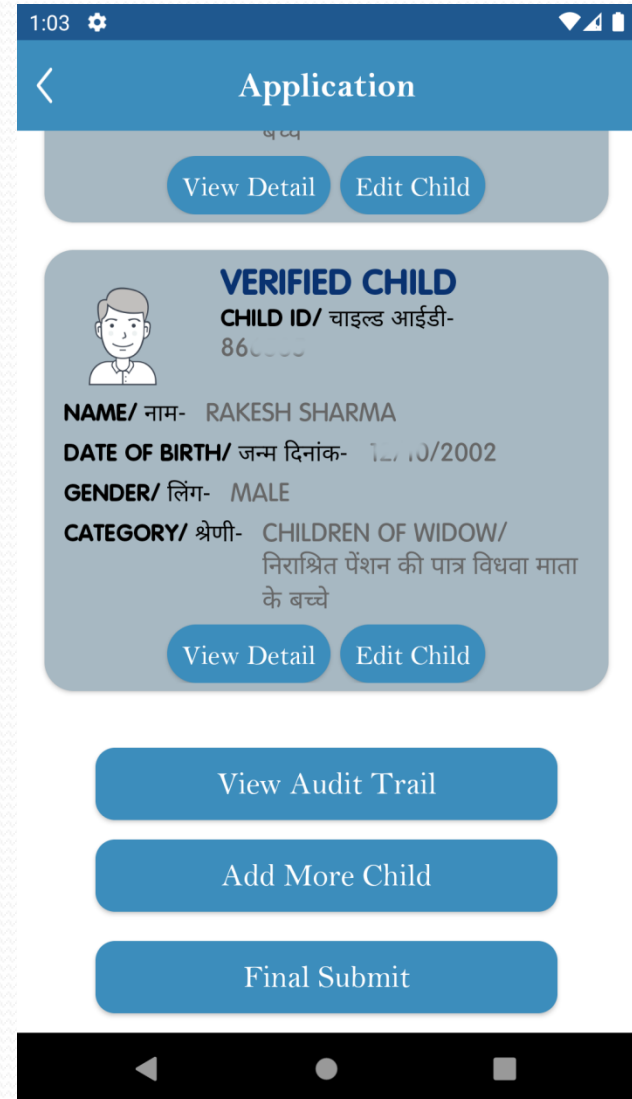 1:03
Application
View Detail Edit Child
VERIFIED CHILD
CHILD ID/ चाइल्ड आईडी-
NAME/ नाम- RAKESH SHARMA
DATE OF BIRTH/ जन्म दिनांक- /2002
GENDER/ लिंग- MALE
CATEGORY/ श्रेणी- CHILDREN OF WIDOW/
निराश्रित पेंशन की पात्र विधवा माता
के बच्चे
View Detail Edit Child
View Audit Trail
Add More Child
Final Submit